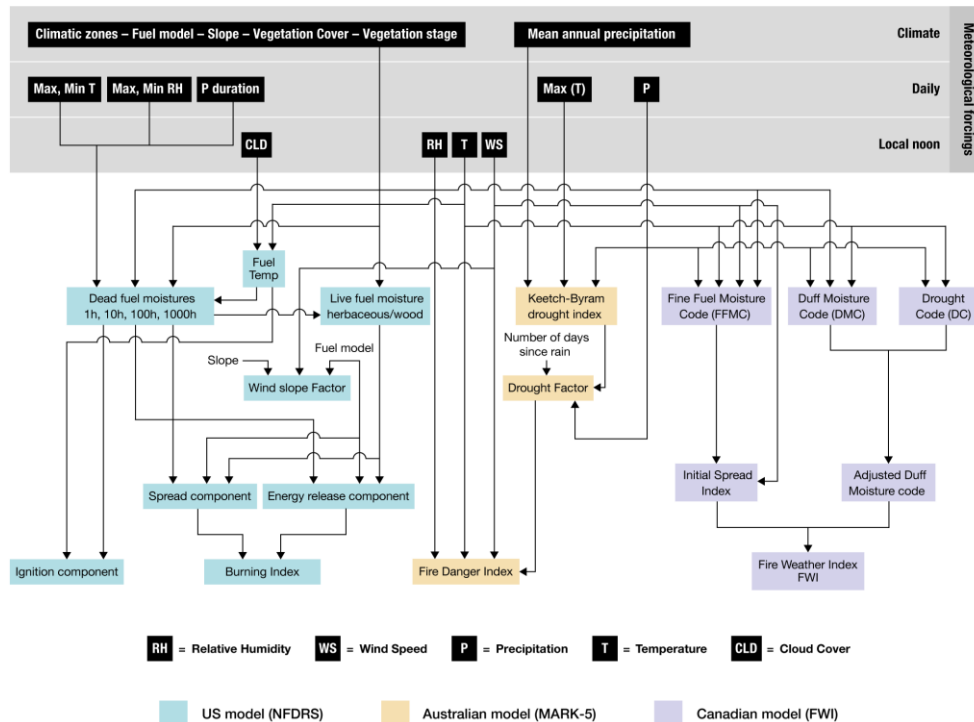 Climatic zones – Fuel model – Slope – Vegetation Cover – Vegetation stage
Mean annual precipitation
Climate
Meteorological forcings
Max, Min T
Max, Min RH
P duration
Max (T)
P
Daily
CLD
RH
T
WS
Local noon
Fuel
Temp
Dead fuel moistures
1h, 10h, 100h, 1000h
Live fuel moisture
herbaceous/wood
Keetch-Byram
drought index
Fine Fuel Moisture
Code (FFMC)
Duff Moisture
Code (DMC)
Drought
Code (DC)
Number of days
since rain
Fuel model
Slope
Wind slope Factor
Drought Factor
Spread component
Energy release component
Initial Spread
Index
Adjusted Duff
Moisture code
Ignition component
Burning Index
Fire Danger Index
Fire Weather Index
FWI
RH = Relative Humidity
WS = Wind Speed
P = Precipitation
T = Temperature
CLD = Cloud Cover
US model (NFDRS)
Australian model (MARK-5)
Canadian model (FWI)